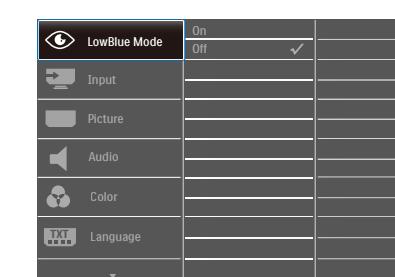 LowBlue Mode
On
Off
Input
Picture
Audio
Color
TXT
Language